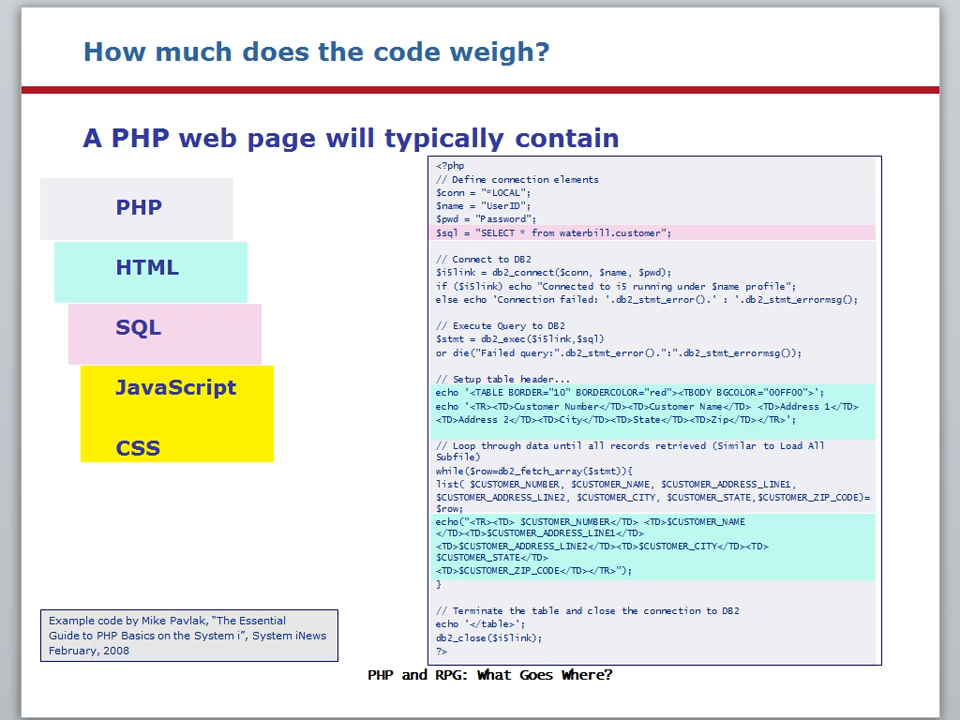 How much does the code weigh?
A PHP web page will typically contain
PHP
HTML
SQL
JavaScript
CSS
<?php
// Define connection elements
$conn = "*LOCAL";
$name = "UserID";
$pwd = "Password";
$sql = "SELECT * from waterbill.customer";
// Connect to DB2
$i5link = db2_connect($conn, $name, $pwd);
if ($i5link) echo "Connected to i5 running under $name profile";
else echo 'Connection failed: '.db2_stmt_error().' : '.db2_stmt_errormsg();
// Execute Query to DB2
$stmt = db2_exec($i5link,$sql)
or die("Failed query:".db2_stmt_error().":".db2_stmt_errormsg());
// Setup table header...
echo '<TABLE BORDER="10" BORDERCOLOR="red"><TBODY BGCOLOR="00FF00">';
echo '<TR><TD>Customer Number</TD><TD>Customer Name</TD> <TD>Address 1</TD>
<TD>Address 2</TD><TD>City</TD><TD>State</TD><TD>Zip</TD></TR>';
// Loop through data until all records retrieved (Similar to Load All
Subfile)
while($row=db2_fetch_array($stmt)){
list( $CUSTOMER_NUMBER, $CUSTOMER_NAME, $CUSTOMER_ADDRESS_LINE1,
$CUSTOMER_ADDRESS_LINE2, $CUSTOMER_CITY, $CUSTOMER_STATE,$CUSTOMER_ZIP_CODE)=
$row;
echo("<TR><TD> $CUSTOMER_NUMBER</TD> <TD>$CUSTOMER_NAME
</TD><TD>$CUSTOMER_ADDRESS_LINE1</TD>
<TD>$CUSTOMER_ADDRESS_LINE2</TD><TD>$CUSTOMER_CITY</TD><TD>
$CUSTOMER_STATE</TD>
<TD>$CUSTOMER_ZIP_CODE</TD></TR>");
}
// Terminate the table and close the connection to DB2
echo '</table>';
db2_close($i5link);
?>
Example code by Mike Pavlak, “The Essential
Guide to PHP Basics on the System i”, System iNews
February, 2008
PHP and RPG: What Goes Where?